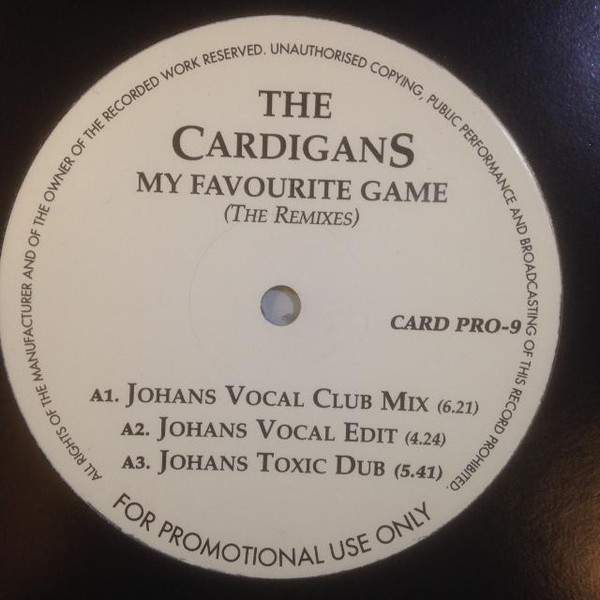 ALL RIGHTS OF THE MANUFACTURER AND OF THE OWNER OF THE RECORDED WORK RESERVED. UNAUTHORISED COPYING, PUBLIC PERFORMANCE AND BROADCASTING OF THIS RECORD PROHIBITED.
THE
CARDIGANS
MY FAVOURITE GAME
(THE REMIXES)
CARD PRO-9
A1. JOHANS VOCAL CLUB MIX (6.21)
A2. JOHANS VOCAL EDIT (4.24)
A3. JOHANS TOXIC DUB (5.41)
FOR PROMOTIONAL USE ONLY